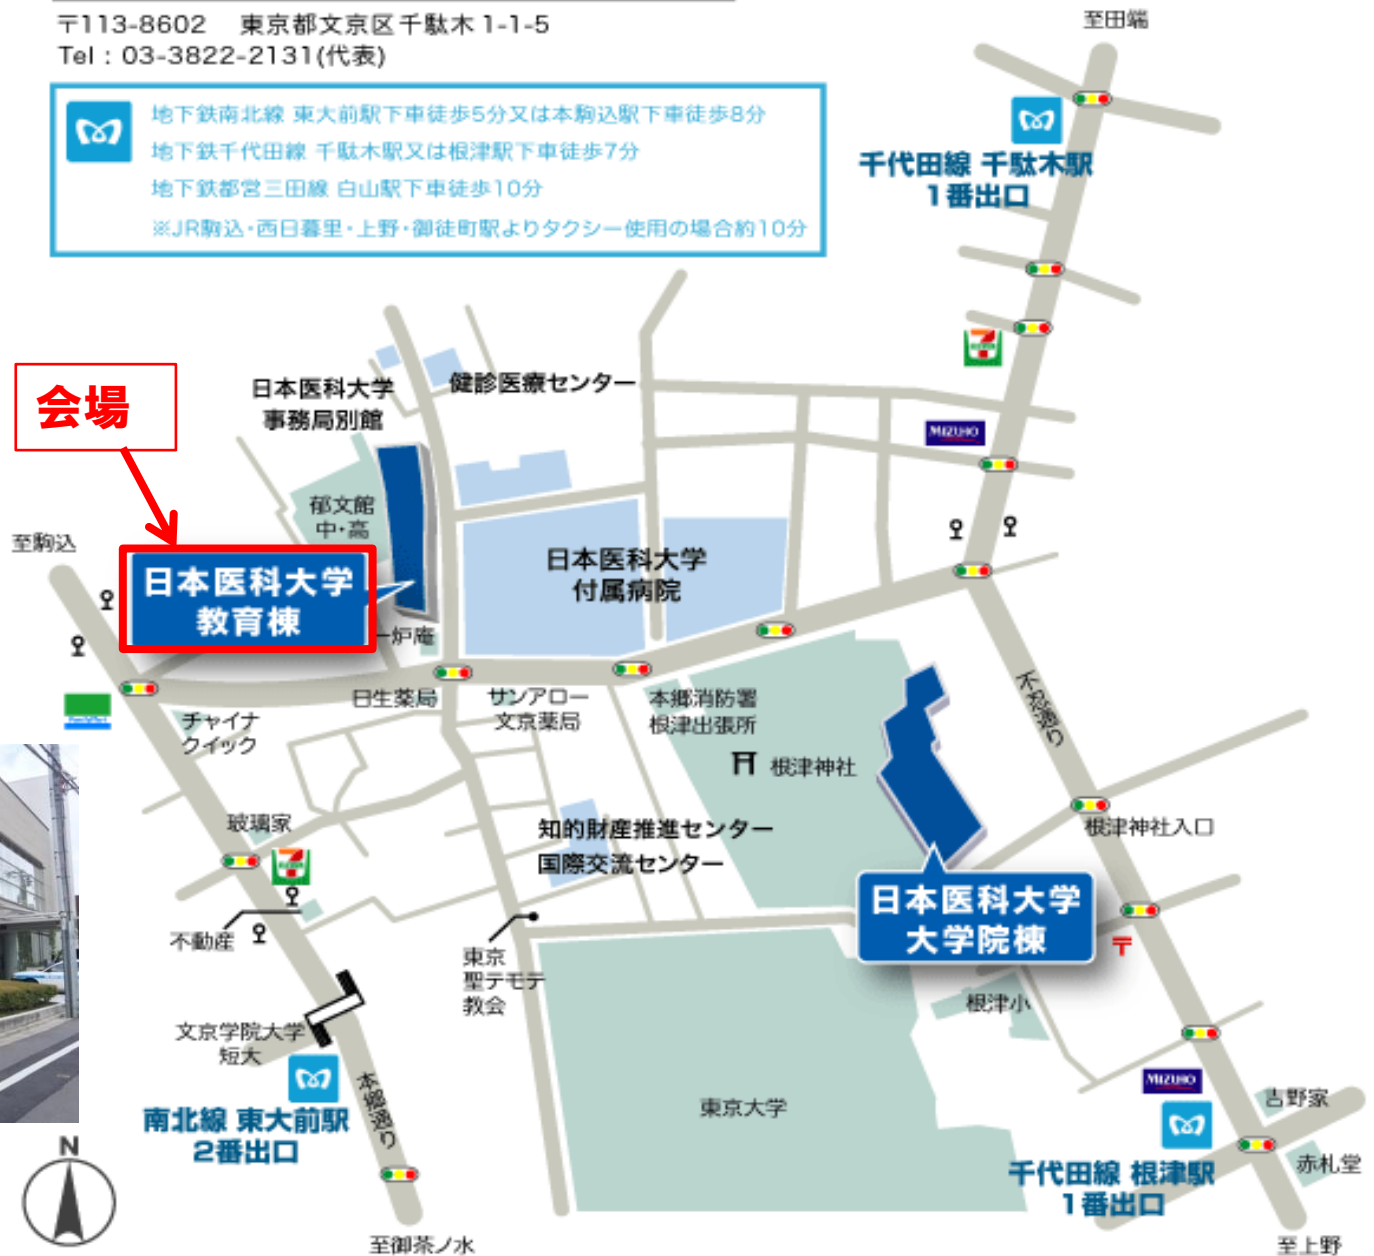 〒113-8602　東京都文京区千駄木 1-1-5
Tel : 03-3822-2131(代表)
地下鉄南北線 東大前駅下車徒歩5分又は本駒込駅下車徒歩8分
地下鉄千代田線 千駄木駅又は根津駅下車徒歩7分
地下鉄都営三田線 白山駅下車徒歩10分
※JR駒込・西日暮里・上野・御徒町駅よりタクシー使用の場合約10分
至田端
千代田線 千駄木駅
1番出口
会場
日本医科大学
事務局別館
健診医療センター
MIZUHO
郁文館
中・高
至駒込
日本医科大学
教育棟
日本医科大学
付属病院
一炉庵
日生薬局
サンアロー
文京薬局
本郷消防署
根津出張所
不忍通り
チャイナ
クイック
根津神社
玻璃家
知的財産推進センター
国際交流センター
根津神社入口
日本医科大学
大学院棟
不動産
東京
聖テモテ
教会
〒
根津小
文京学院大学
短大
本郷通り
MIZUHO
東京大学
吉野家
南北線 東大前駅
2番出口
千代田線 根津駅
1番出口
赤札堂
N
至御茶ノ水
至上野